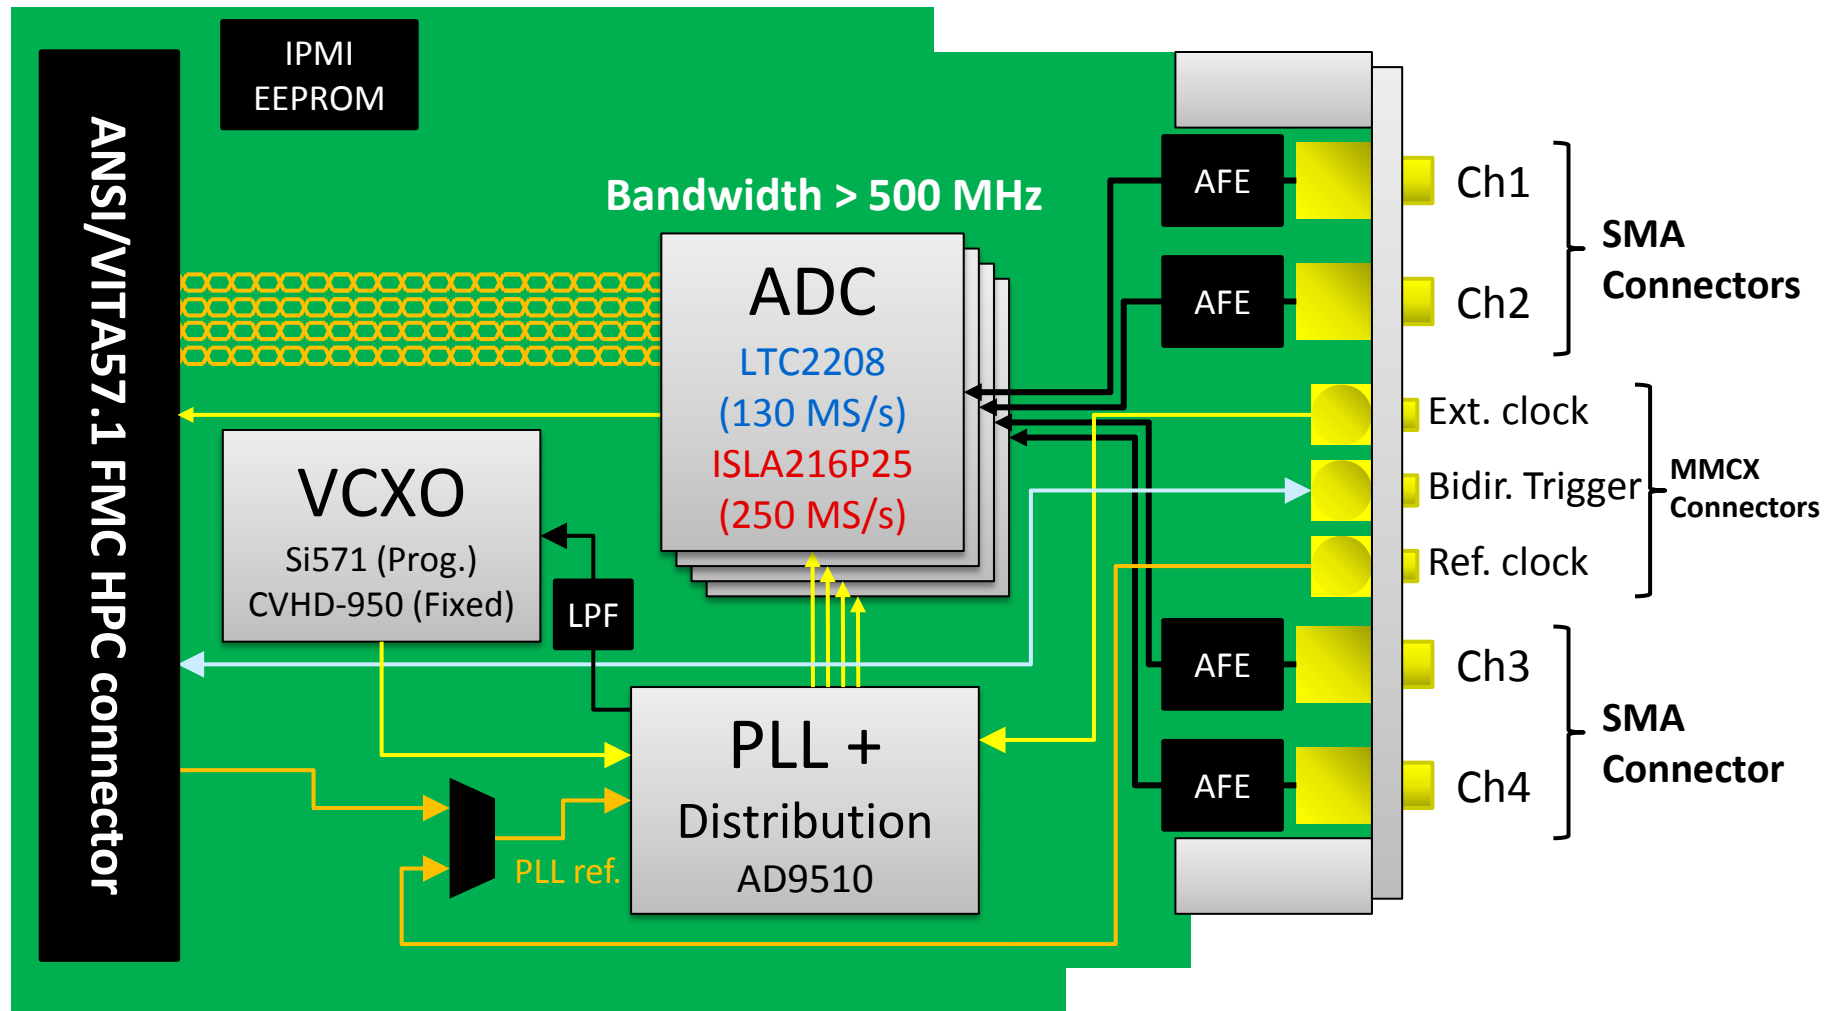 IPMI
EEPROM
ANSI/VITA57.1 FMC HPC connector
Bandwidth > 500 MHz
ADC
LTC2208
(130 MS/s)
ISLA216P25
(250 MS/s)
VCXO
Si571 (Prog.)
CVHD-950 (Fixed)
LPF
PLL +
Distribution
AD9510
PLL ref.
AFE
AFE
AFE
AFE
Ch1
Ch2
SMA
Connectors
Ext. clock
Bidir. Trigger
Ref. clock
MMCX
Connectors
Ch3
Ch4
SMA
Connector